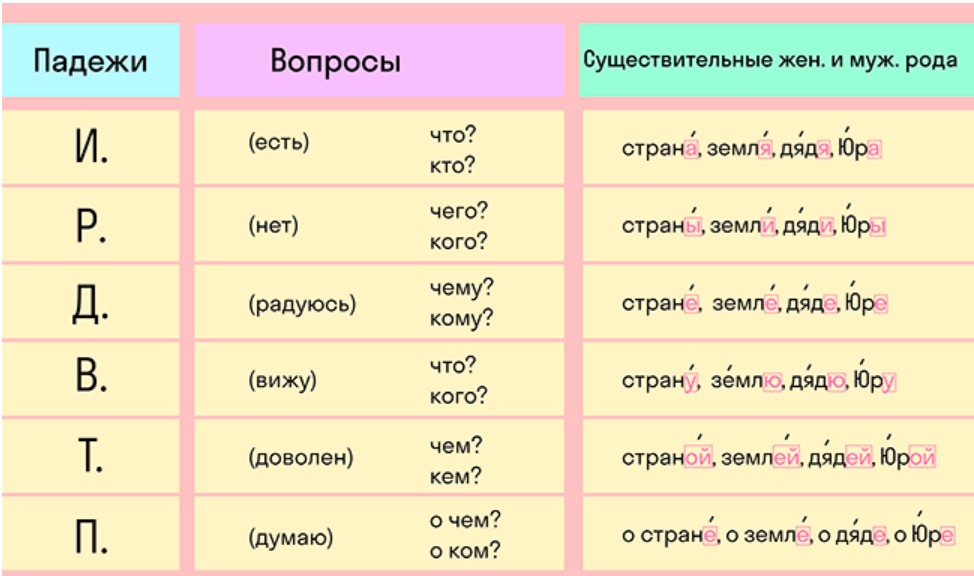 Падежи Вопросы Существительные жен. и муж. рода
И. (есть) что? страна́, земля́, дя́дя, Ю́ра
кто?
Р. (нет) чего? страны́, земли́, дя́ди, Ю́ры
кого?
Д. (радуюсь) чему? стране́, земле́, дя́де, Ю́ре
кому?
В. (вижу) что? страну́, зе́млю, дя́дю, Ю́ру
кого?
Т. (доволен) чем? страно́й, земле́й, дя́дей, Ю́рой
кем?
П. (думаю) о чем? о стране́, о земле́, о дя́де, о Ю́ре
о ком?